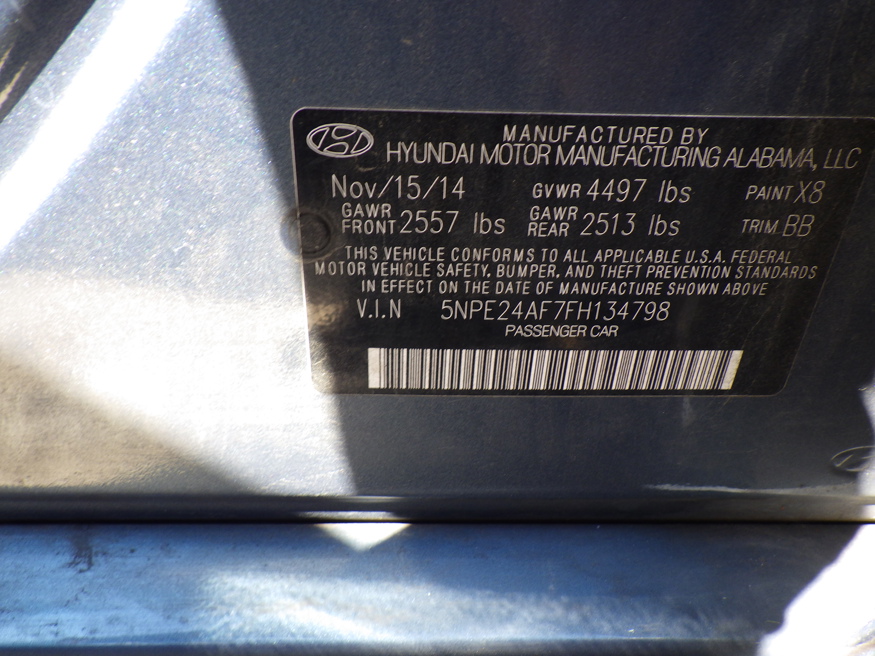 MANUFACTURED BY
HYUNDAI MOTOR MANUFACTURING ALABAMA, LLC
Nov/15/14 GVWR 4497 lbs PAINT X8
GAWR FRONT 2557 lbs GAWR REAR 2513 lbs TRIM BB
THIS VEHICLE CONFORMS TO ALL APPLICABLE U.S.A. FEDERAL
MOTOR VEHICLE SAFETY, BUMPER, AND THEFT PREVENTION STANDARDS
IN EFFECT ON THE DATE OF MANUFACTURE SHOWN ABOVE
V.I.N 5NPE24AF7FH134798
PASSENGER CAR